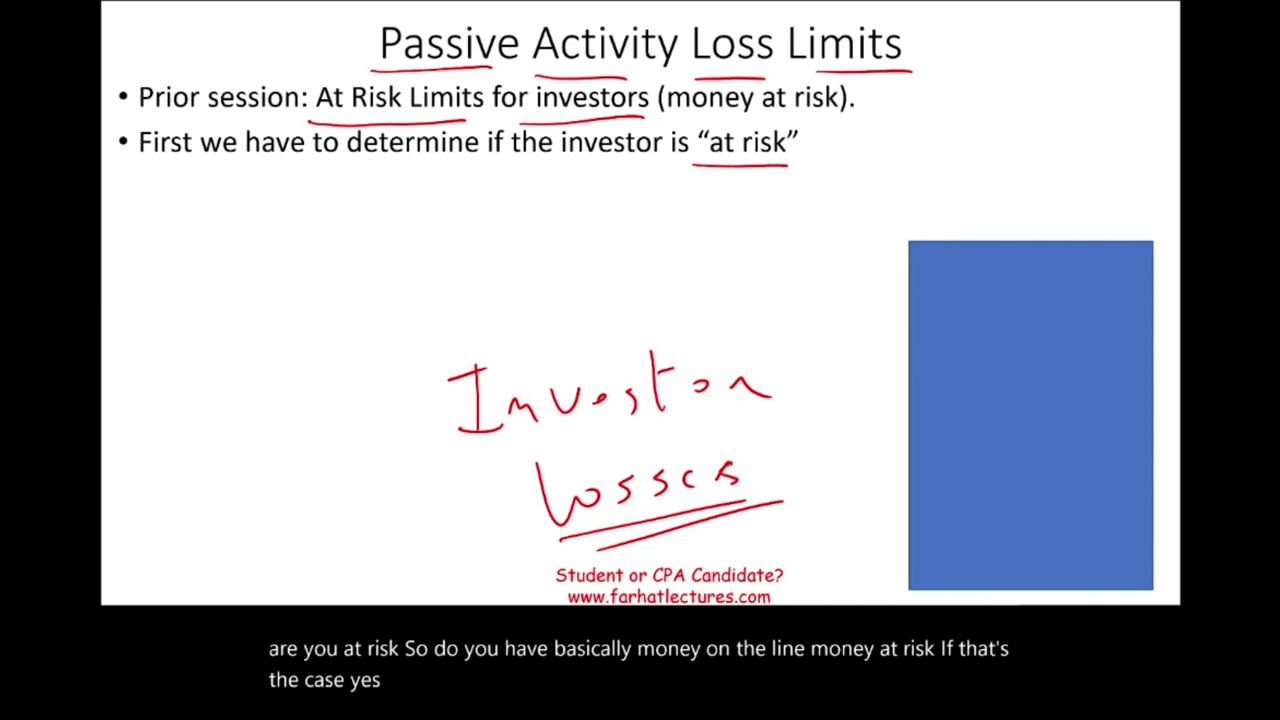 Passive Activity Loss Limits
• Prior session: At Risk Limits for investors (money at risk).
• First we have to determine if the investor is “at risk”
Investor
Losses
Student or CPA Candidate?
www.farhatlectures.com
are you at risk So do you have basically money on the line money at risk If that's
the case yes